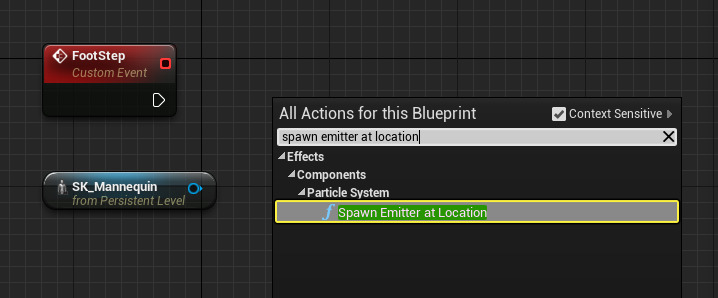 FootStep
Custom Event
SK_Mannequin
from Persistent Level
All Actions for this Blueprint
Context Sensitive
spawn emitter at location
Effects
Components
Particle System
Spawn Emitter at Location